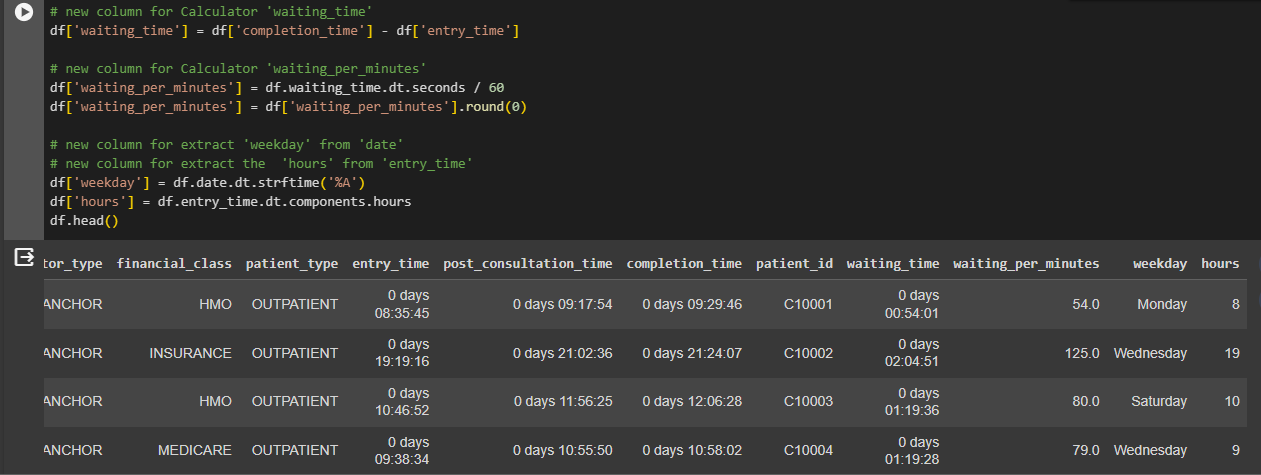 # new column for Calculator 'waiting_time'
df['waiting_time'] = df['completion_time'] - df['entry_time']
# new column for Calculator 'waiting_per_minutes'
df['waiting_per_minutes'] = df.waiting_time.dt.seconds / 60
df['waiting_per_minutes'] = df['waiting_per_minutes'].round(0)
# new column for extract 'weekday' from 'date'
# new column for extract the  'hours' from 'entry_time'
df['weekday'] = df.date.dt.strftime('%A')
df['hours'] = df.entry_time.dt.components.hours
df.head()
tor_type financial_class patient_type entry_time post_consultation_time completion_time patient_id waiting_time waiting_per_minutes weekday hours
ANCHOR HMO OUTPATIENT 0 days 08:35:45 0 days 09:17:54 0 days 09:29:46 C10001 0 days 00:54:01 54.0 Monday 8
ANCHOR INSURANCE OUTPATIENT 0 days 19:19:16 0 days 21:02:36 0 days 21:24:07 C10002 0 days 02:04:51 125.0 Wednesday 19
ANCHOR HMO OUTPATIENT 0 days 10:46:52 0 days 11:56:25 0 days 12:06:28 C10003 0 days 01:19:36 80.0 Saturday 10
ANCHOR MEDICARE OUTPATIENT 0 days 09:38:34 0 days 10:55:50 0 days 10:58:02 C10004 0 days 01:19:28 79.0 Wednesday 9